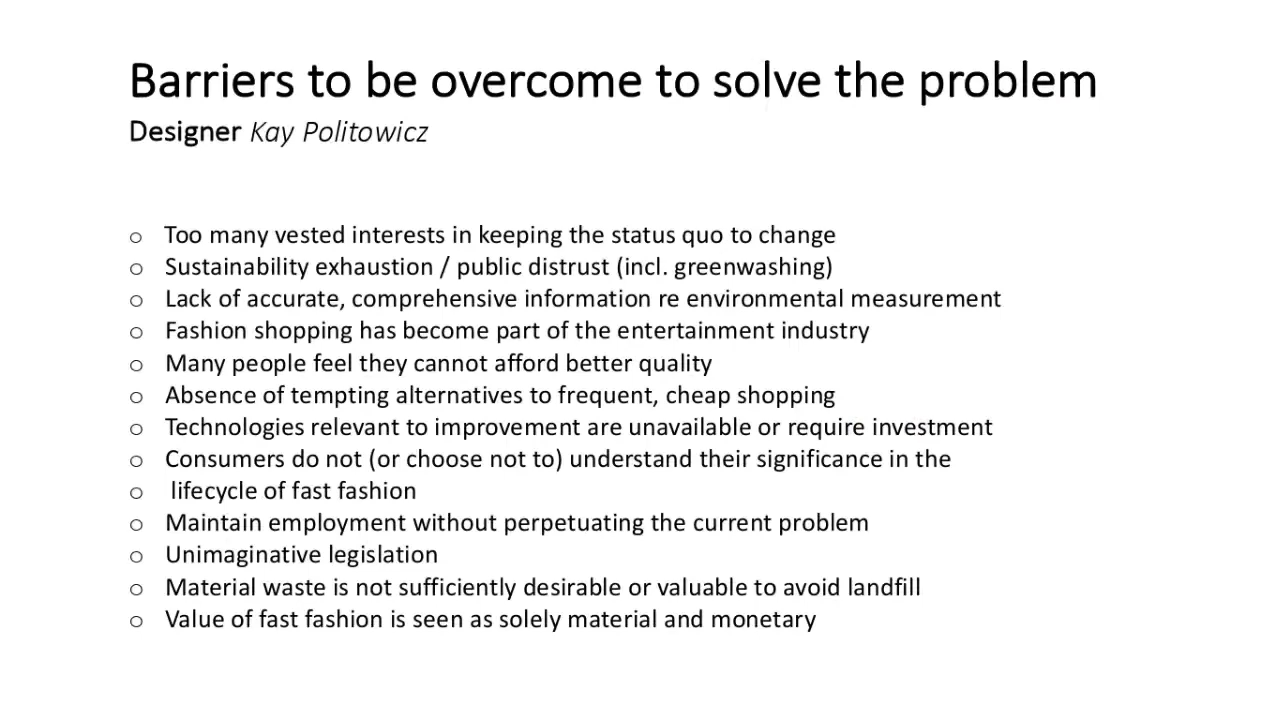 Barriers to be overcome to solve the problem
Designer Kay Politowicz
o Too many vested interests in keeping the status quo to change
o Sustainability exhaustion / public distrust (incl. greenwashing)
o Lack of accurate, comprehensive information re environmental measurement
o Fashion shopping has become part of the entertainment industry
o Many people feel they cannot afford better quality
o Absence of tempting alternatives to frequent, cheap shopping
o Technologies relevant to improvement are unavailable or require investment
o Consumers do not (or choose not to) understand their significance in the
o lifecycle of fast fashion
o Maintain employment without perpetuating the current problem
o Unimaginative legislation
o Material waste is not sufficiently desirable or valuable to avoid landfill
o Value of fast fashion is seen as solely material and monetary